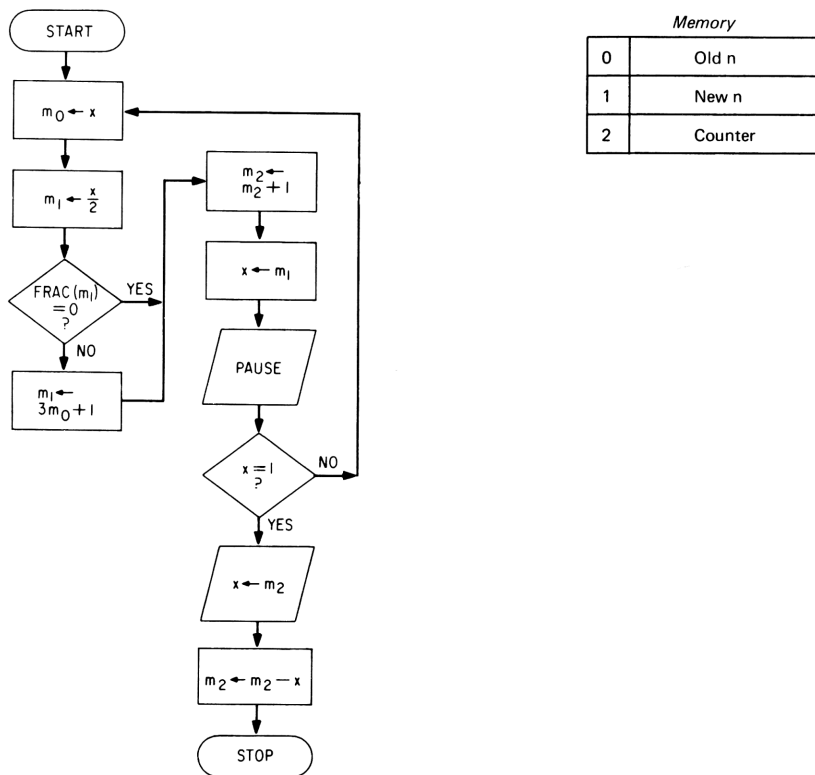 START
m0 ← x
m1 ← x/2
FRAC(m1)
=0
?
YES
NO
m1 ←
3m0 + 1
m2 ←
m2 + 1
x ← m1
PAUSE
x = 1
?
NO
YES
x ← m2
m2 ← m2 — x
STOP
Memory
0 Old n
1 New n
2 Counter